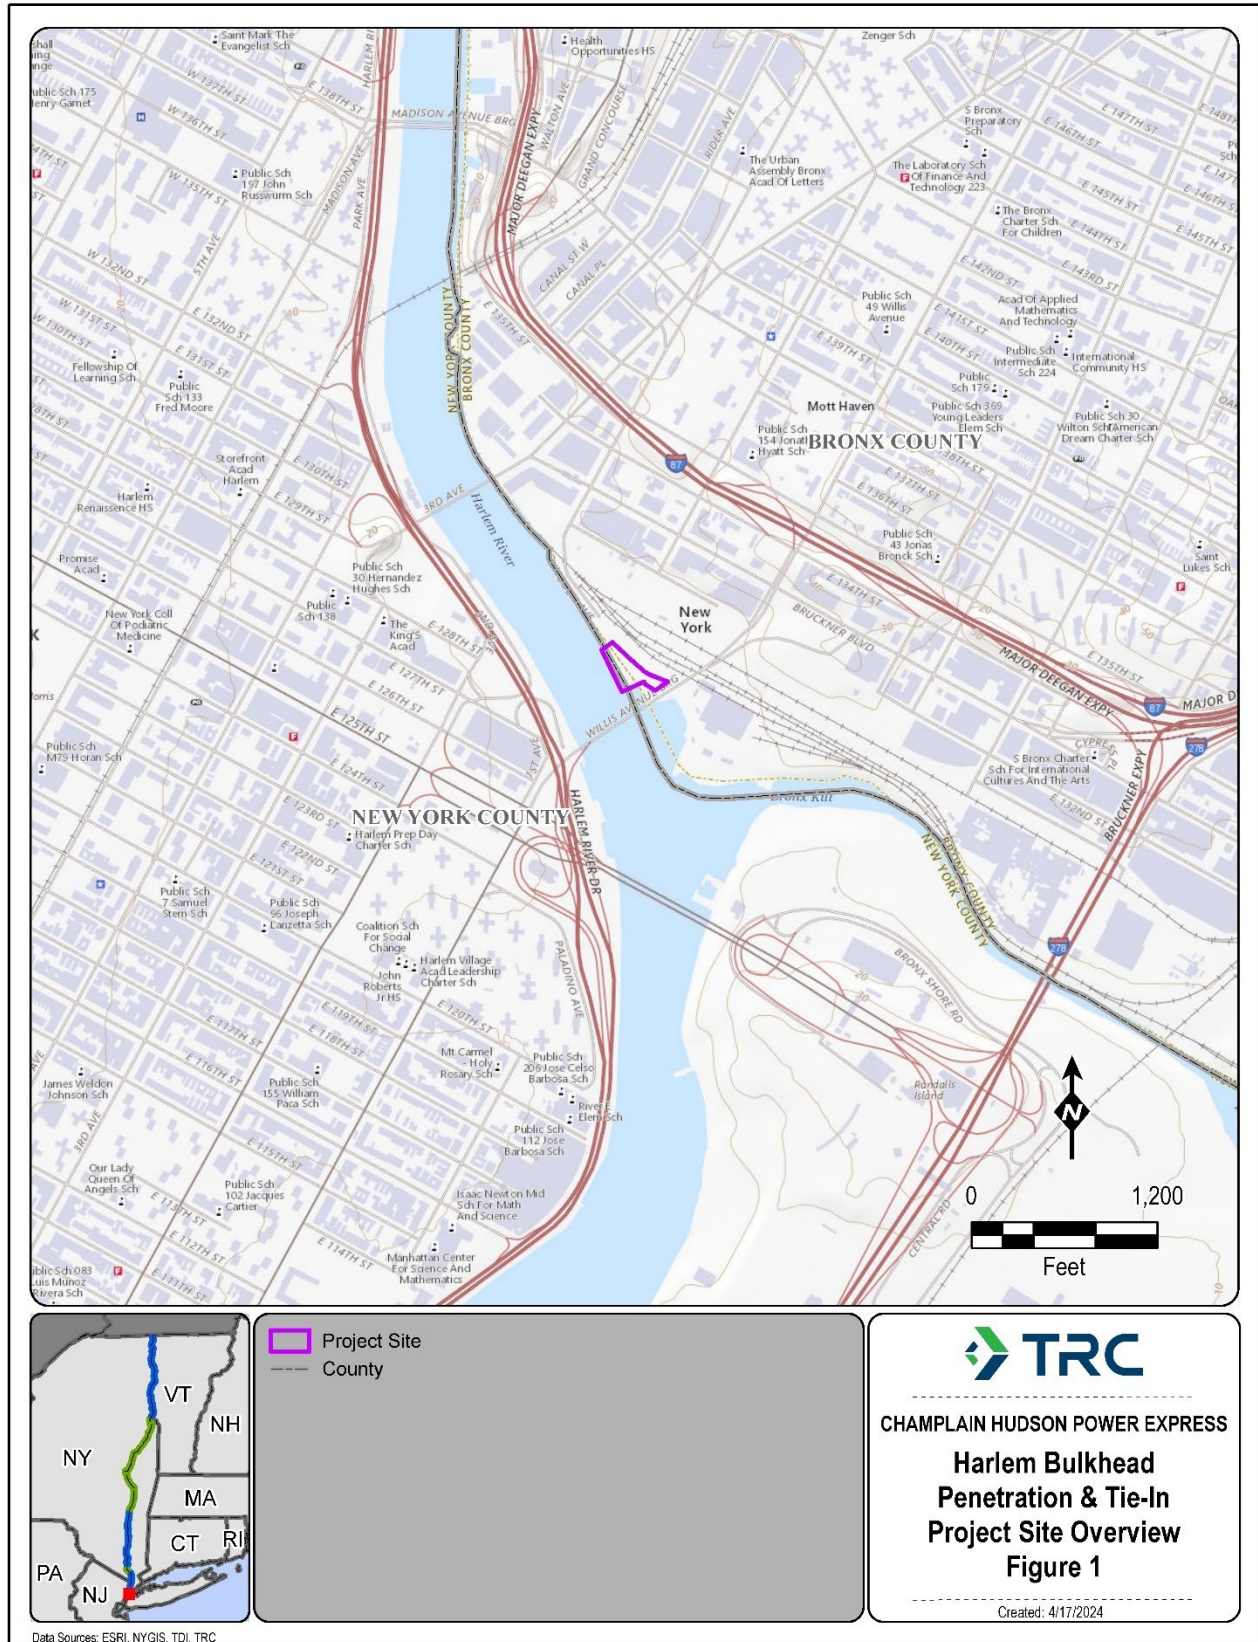 Saint Mark The
Evangelist Sch
HARLEM RI
Health
Opportunities HS
Zenger Sch
Public Sch 175
Henry Garnet
E 138TH ST
W 137TH ST
W 136TH ST
W 135TH ST
MADISON AVENUE BRG
MADISON AVE
PARK AVE
5TH AVE
Public Sch
197 John
Russwurm Sch
MAJOR DEEGAN EXPY
WALTON AVE
GRAND CONCOURSE
RIDER AVE
The Urban
Assembly Bronx
Acad Of Letters
S Bronx
Preparatory
Sch
The Laboratory Sch
Of Finance And
Technology 223
The Bronx
Charter Sch
For Children
E 148TH ST
E 147TH ST
E 146TH ST
E 145TH ST
E 144TH ST
E 143RD ST
E 142ND ST
E 141ST ST
E 140TH ST
E 139TH ST
CANAL ST W
CANAL PL
E 135TH ST
NEW YORK COUNTY
BRONX COUNTY
W 132ND ST
W 131ST ST
W 130TH ST
E 132ND ST
E 131ST ST
E 130TH ST
E 129TH ST
Fellowship Of
Learning Sch
Public
Sch 133
Fred Moore
Storefront
Acad
Harlem
Harlem
Renaissance HS
Promise
Acad
New York Coll
Of Podiatric
Medicine
Public Sch
49 Willis
Avenue
Acad Of Applied
Mathematics
And Technology
Public Sch
Intermediate
Sch 224
International
Community HS
Public
Sch 179
Public Sch 369
Young Leaders
Elem Sch
Public Sch 30
Wilton Sch
American
Dream Charter Sch
Mott Haven
Public Sch
154 Jonath
Hyatt Sch
BRONX COUNTY
87
E 138TH ST
E 137TH ST
E 136TH ST
Public Sch
43 Jonas
Bronck Sch
Saint
Lukes Sch
3RD AVE
Harlem River
Public Sch
30 Hernandez
Hughes Sch
Public
Sch 138
The
King'S
Acad
2ND AVE
E 128TH ST
E 127TH ST
E 126TH ST
E 125TH ST
E 124TH ST
E 123RD ST
E 122ND ST
E 121ST ST
New
York
E 134TH ST
BRUCKNER BLVD
MAJOR DEEGAN EXPY
E 135TH ST
87
MAJOR D
278
CYPRESS PL
WILLIS AVENUE BRG
1ST AVE
HARLEM RIVER DR
Public Sch
M79 Horan Sch
NEW YORK COUNTY
Harlem Prep Day
Charter Sch
S Bronx Charter
Sch For International
Cultures And The Arts
E 132ND ST
BRUCKNER EXPY
Bronx Kill
BRONX COUNTY
NEW YORK COUNTY
278
Public Sch
7 Samuel
Stern Sch
Public Sch
96 Joseph
Lanzetta Sch
Coalition Sch
For Social
Change
Harlem Village
Acad Leadership
Charter Sch
John
Roberts
Jr HS
PALADINO AVE
BRONX SHORE RD
E 120TH ST
E 119TH ST
E 118TH ST
E 117TH ST
E 116TH ST
E 115TH ST
E 114TH ST
E 113TH ST
E 112TH ST
E 111TH ST
Mt Carmel
- Holy
Rosary Sch
Public Sch
206 Jose Celso
Barbosa Sch
River E
Elem Sch
Public Sch
112 Jose
Barbosa Sch
James Weldon
Johnson Sch
3RD AVE
Public Sch
155 William
Paca Sch
Our Lady
Queen Of
Angels Sch
Public Sch
102 Jacques
Cartier
Isaac Newton Mid
Sch For Math
And Science
Manhattan Center
For Science And
Mathematics
Randalls
Island
CENTRAL RD
N
0 1,200
Feet
NY
VT
NH
MA
CT
RI
PA
NJ
Project Site
County
TRC
CHAMPLAIN HUDSON POWER EXPRESS
Harlem Bulkhead
Penetration & Tie-In
Project Site Overview
Figure 1
Created: 4/17/2024
Data Sources: ESRI, NYGIS, TDI, TRC